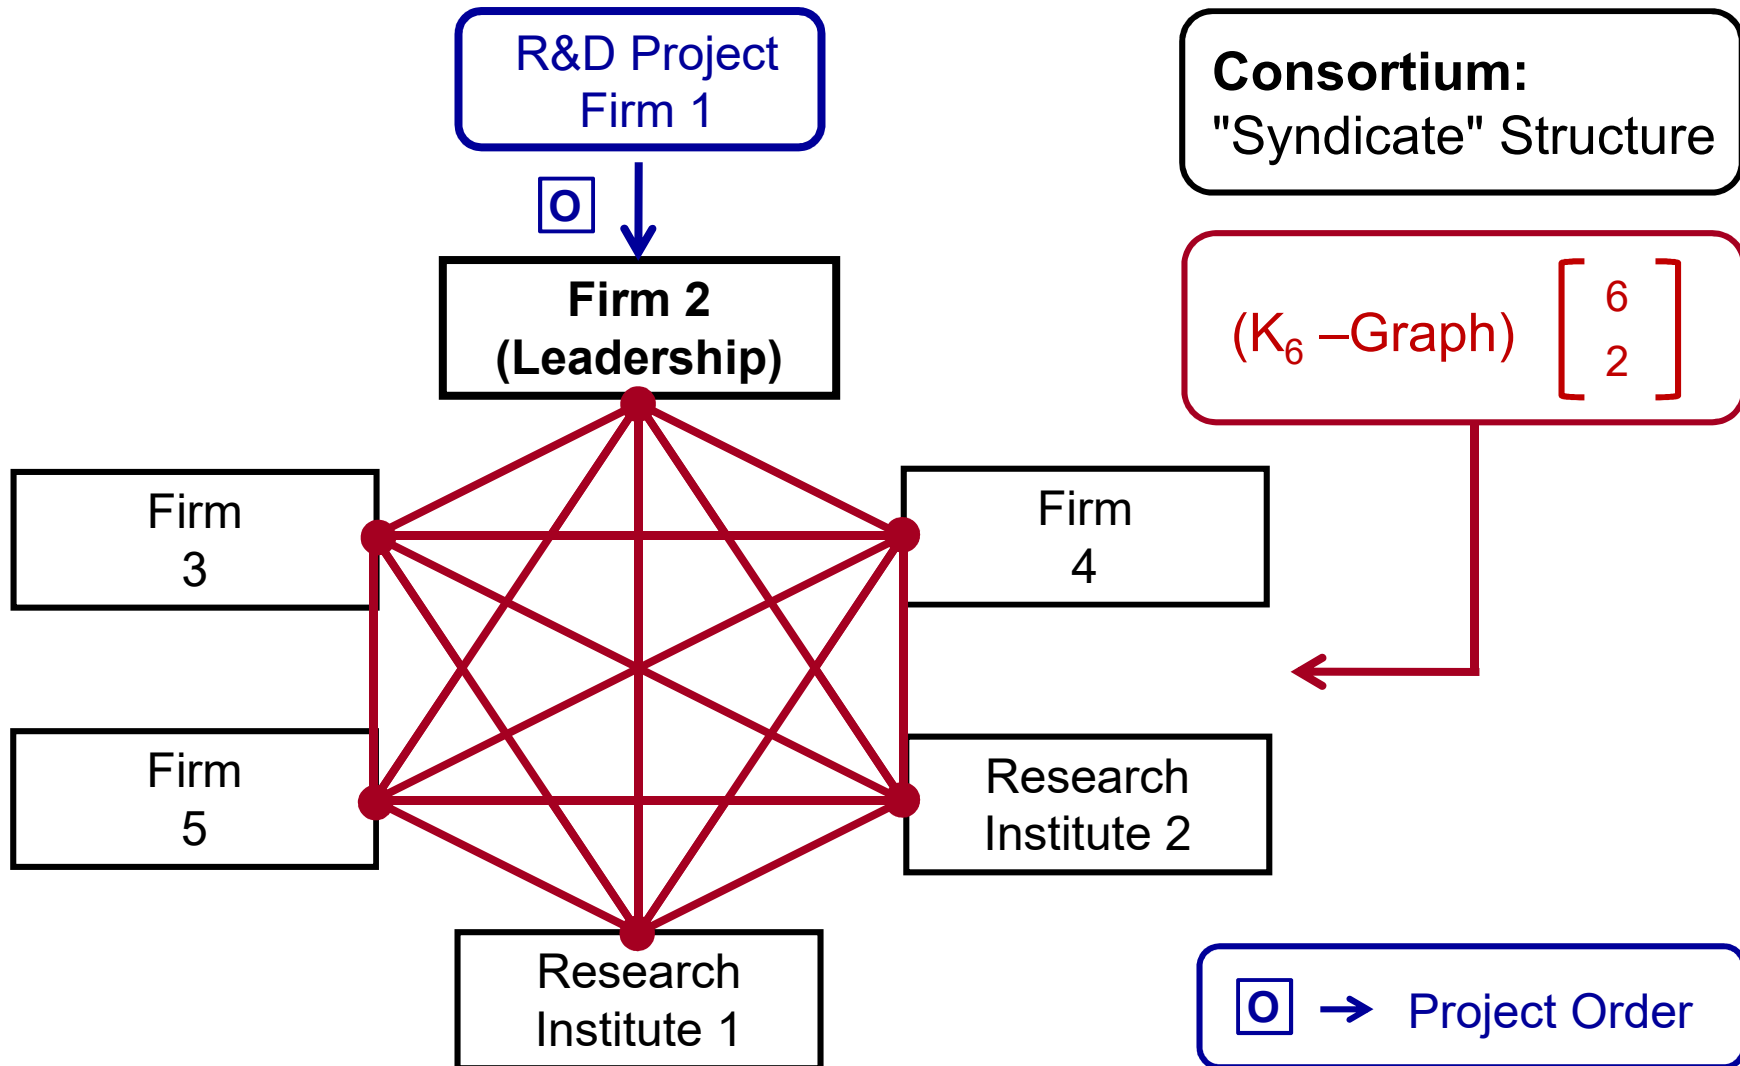 R&D Project
Firm 1
O
Firm 2
(Leadership)
Firm
3
Firm
4
Firm
5
Research
Institute 2
Research
Institute 1
Consortium:
"Syndicate" Structure
(K₆ –Graph)
6
2
O → Project Order